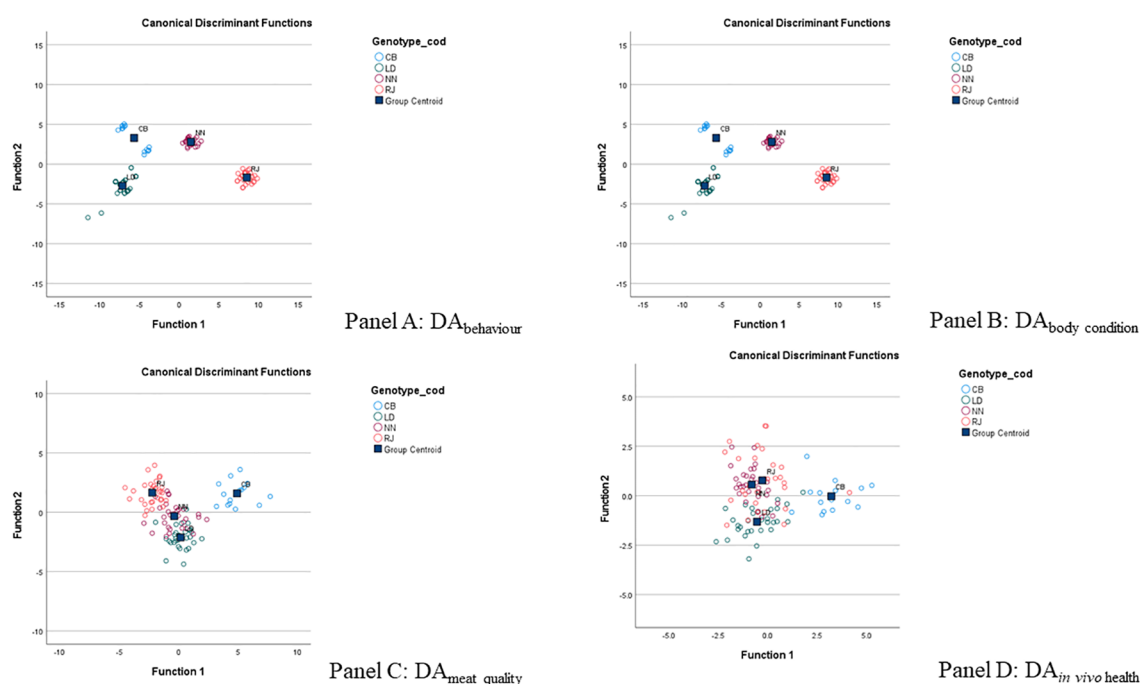 Canonical Discriminant Functions
Genotype_cod
CB
LD
NN
RJ
Group Centroid
15
10
5
0
-5
-10
-15
Function 2
CB
NN
LD
RJ
-15 -10 -5 0 5 10 15
Function 1
Panel A: DAbehaviour
Canonical Discriminant Functions
Genotype_cod
CB
LD
NN
RJ
Group Centroid
15
10
5
0
-5
-10
-15
Function 2
CB
NN
LD
RJ
-15 -10 -5 0 5 10 15
Function 1
Panel B: DAbody condition
Canonical Discriminant Functions
Genotype_cod
CB
LD
NN
RJ
Group Centroid
10
5
0
-5
-10
Function 2
RJ
CB
-10 -5 0 5 10
Function 1
Panel C: DAmeat quality
Canonical Discriminant Functions
Genotype_cod
CB
LD
NN
RJ
Group Centroid
5.0
2.5
0.0
-2.5
-5.0
Function 2
RJ
CB
NN
LD
-5.0 -2.5 0.0 2.5 5.0
Function 1
Panel D: DAin vivo health